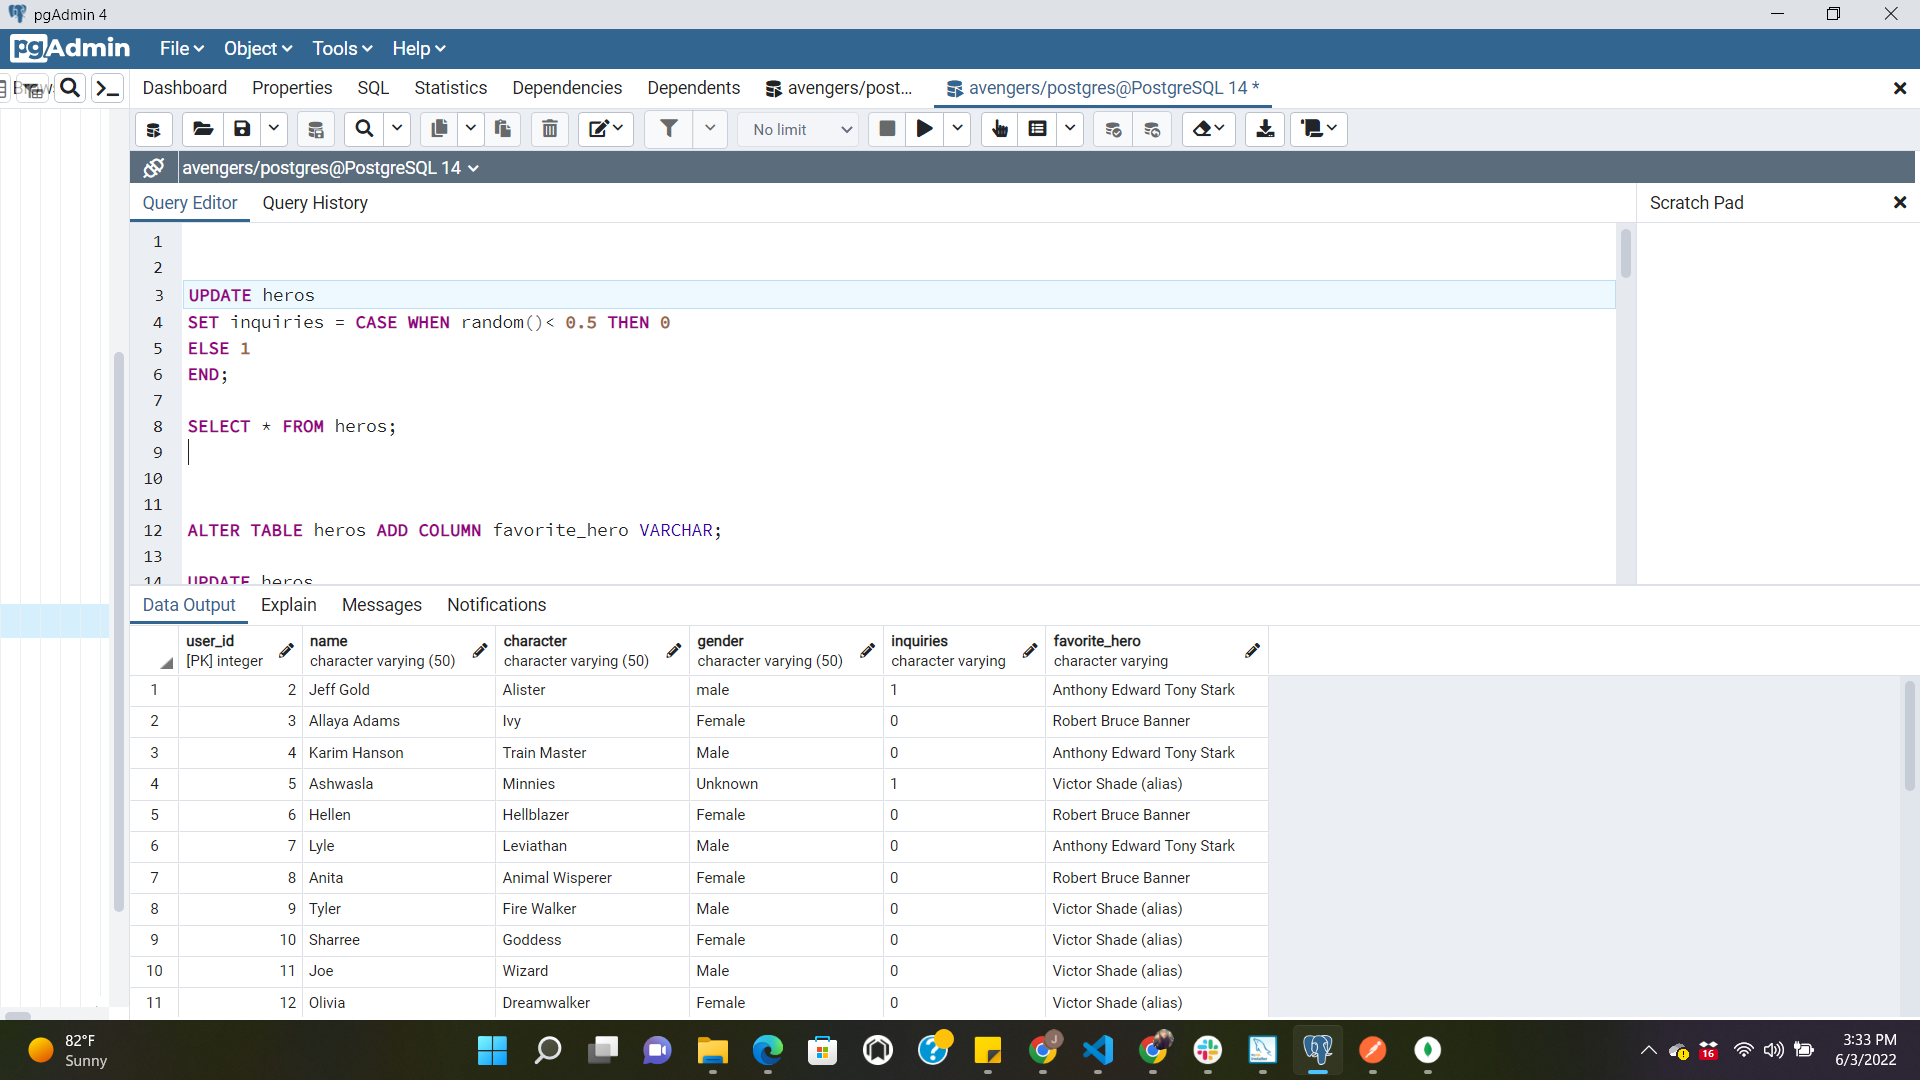 pgAdmin 4
pgAdmin File Object Tools Help
Dashboard Properties SQL Statistics Dependencies Dependents avengers/post... avengers/postgres@PostgreSQL 14 *
No limit
avengers/postgres@PostgreSQL 14
Query Editor Query History Scratch Pad
1
2
3 UPDATE heros
4 SET inquiries = CASE WHEN random()< 0.5 THEN 0
5 ELSE 1
6 END;
7
8 SELECT * FROM heros;
9
10
11
12 ALTER TABLE heros ADD COLUMN favorite_hero VARCHAR;
13
14 UPDATE heros
Data Output Explain Messages Notifications
user_id name character gender inquiries favorite_hero
[PK] integer character varying (50) character varying (50) character varying (50) character varying character varying
1 2 Jeff Gold Alister male 1 Anthony Edward Tony Stark
2 3 Allaya Adams Ivy Female 0 Robert Bruce Banner
3 4 Karim Hanson Train Master Male 0 Anthony Edward Tony Stark
4 5 Ashwasla Minnies Unknown 1 Victor Shade (alias)
5 6 Hellen Hellblazer Female 0 Robert Bruce Banner
6 7 Lyle Leviathan Male 0 Anthony Edward Tony Stark
7 8 Anita Animal Wisperer Female 0 Robert Bruce Banner
8 9 Tyler Fire Walker Male 0 Victor Shade (alias)
9 10 Sharree Goddess Female 0 Victor Shade (alias)
10 11 Joe Wizard Male 0 Victor Shade (alias)
11 12 Olivia Dreamwalker Female 0 Victor Shade (alias)
82°F
Sunny
J
16
3:33 PM
6/3/2022